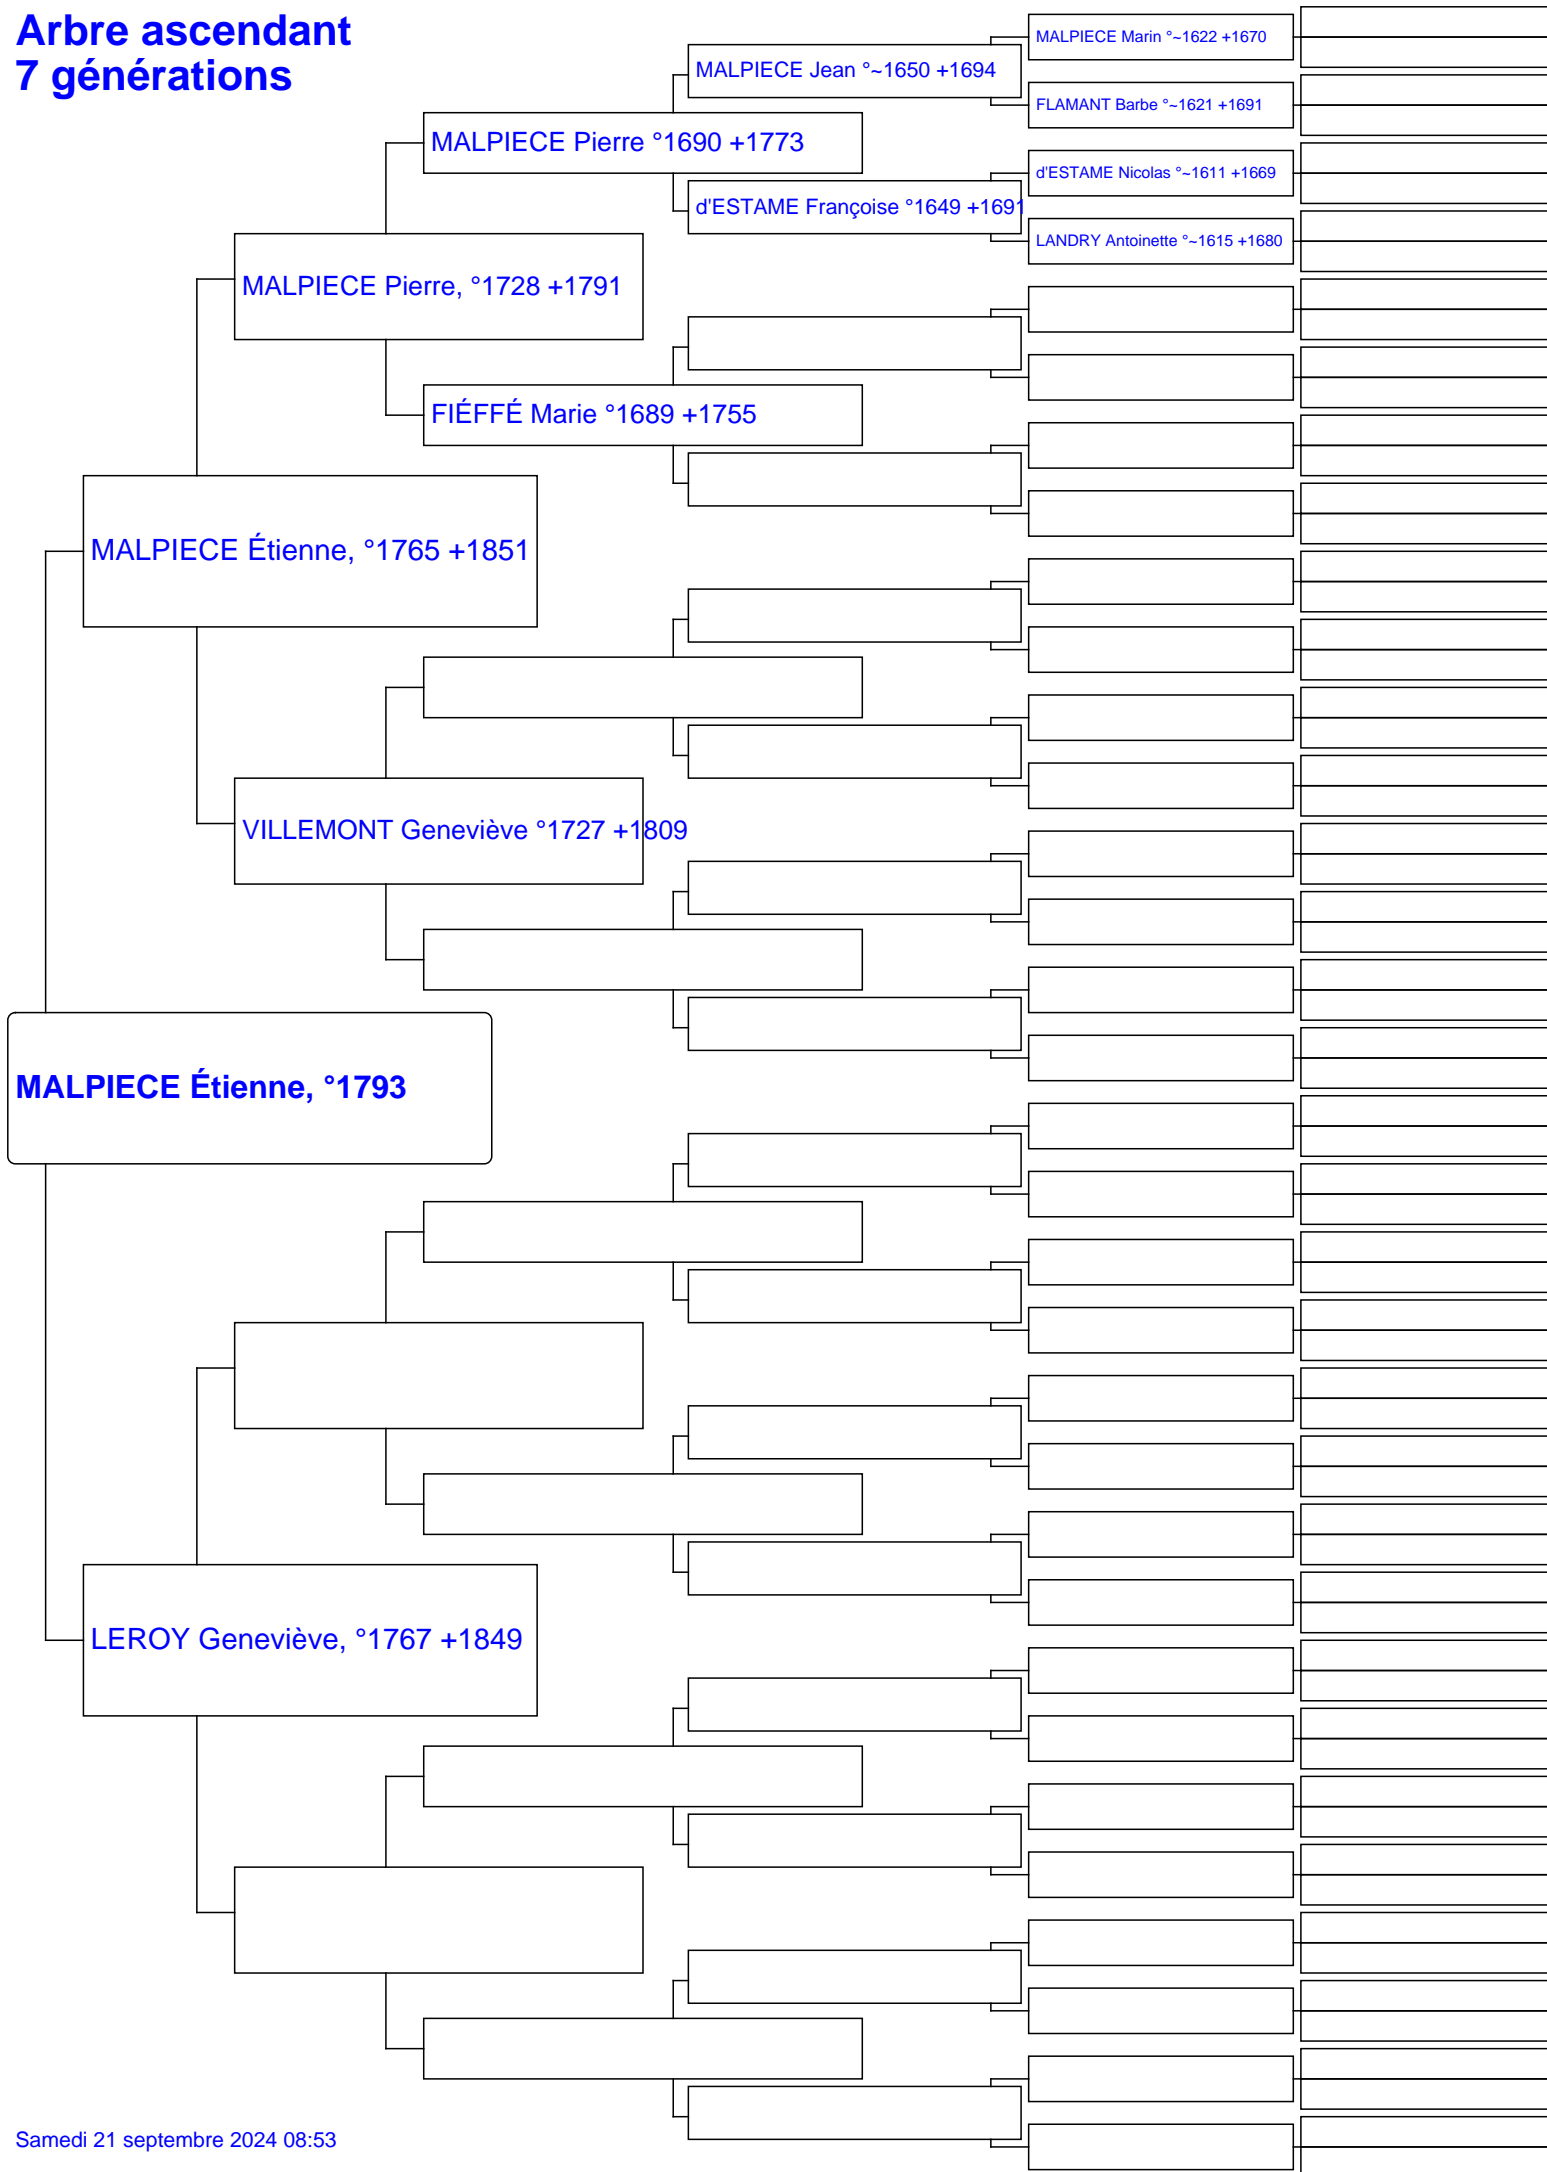 Arbre ascendant
7 générations
MALPIECE Marin °~1622 +1670
MALPIECE Jean °~1650 +1694
FLAMANT Barbe °~1621 +1691
MALPIECE Pierre °1690 +1773
d'ESTAME Nicolas °~1611 +1669
d'ESTAME Françoise °1649 +1691
LANDRY Antoinette °~1615 +1680
MALPIECE Pierre, °1728 +1791
FIÉFFÉ Marie °1689 +1755
MALPIECE Étienne, °1765 +1851
VILLEMONT Geneviève °1727 +1809
MALPIECE Étienne, °1793
LEROY Geneviève, °1767 +1849
Samedi 21 septembre 2024 08:53